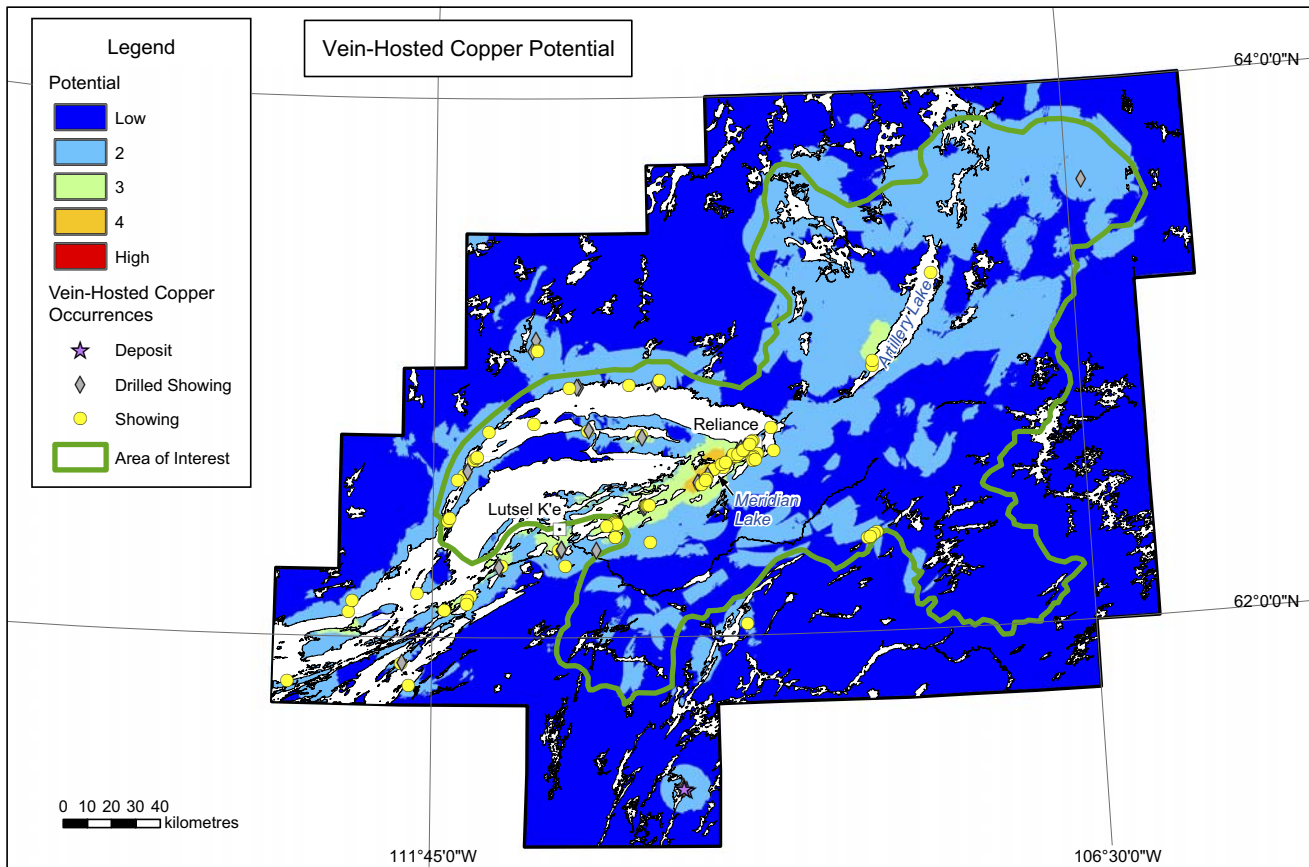 Legend
Potential
Low
2
3
4
High
Vein-Hosted Copper
Occurrences
Deposit
Drilled Showing
Showing
Area of Interest
Vein-Hosted Copper Potential
64°0'0"N
Artillery Lake
Reliance
Meridian
Lake
Lutsel K'e
62°0'0"N
0 10 20 30 40
kilometres
111°45'0"W
106°30'0"W